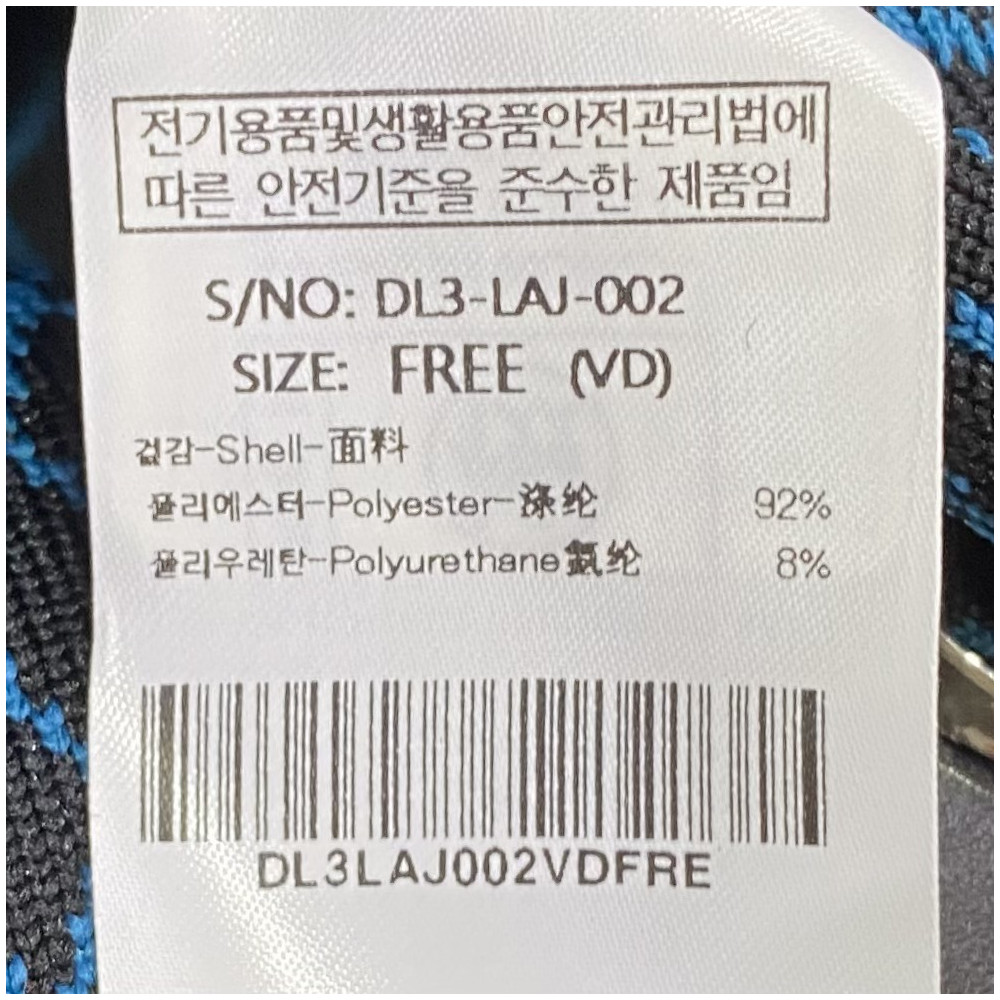 전기용품및생활용품안전관리법에
따른 안전기준을 준수한 제품임
S/NO: DL3-LAJ-002
SIZE: FREE (VD)
겉감-Shell-面料
폴리에스터-Polyester-涤纶 92%
폴리우레탄-Polyurethane氨纶 8%
DL3LAJ002VDFRE